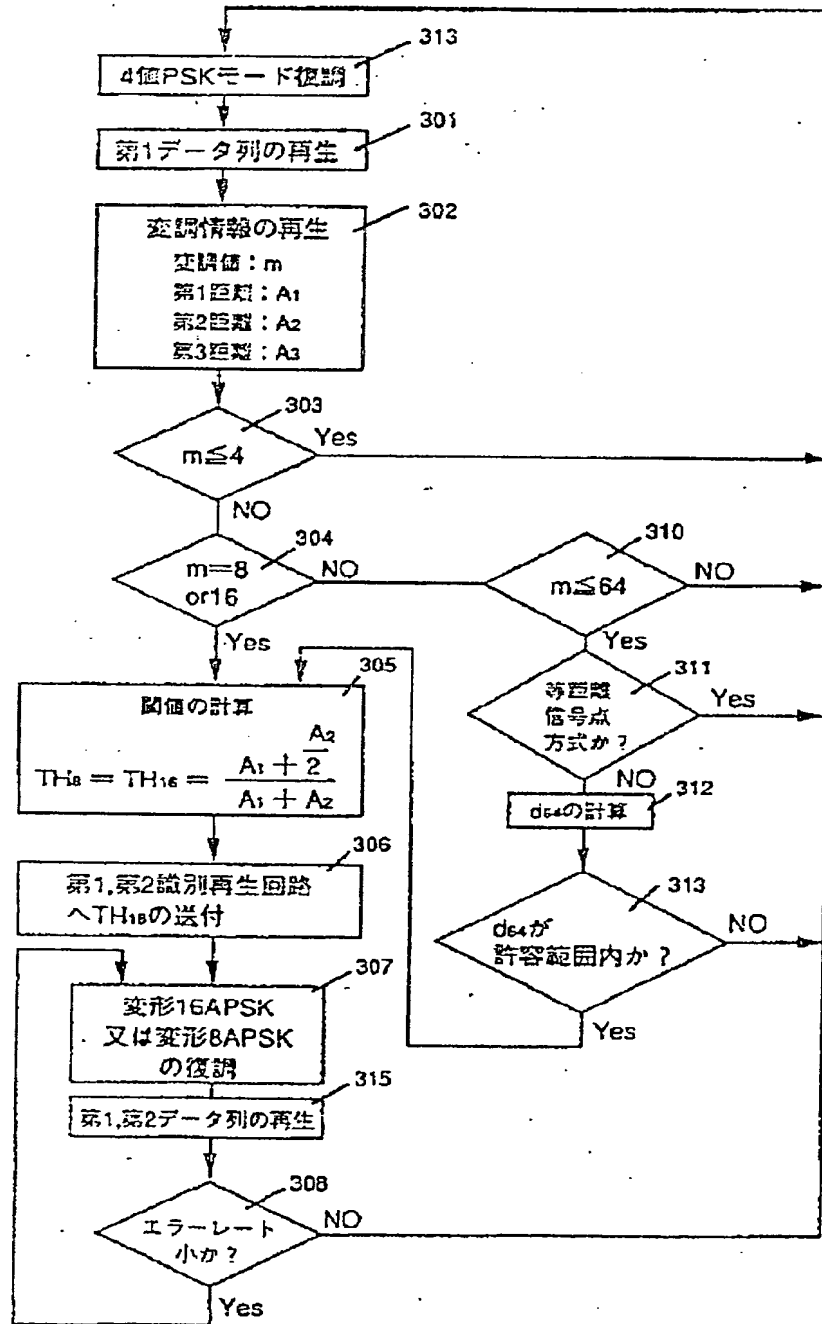 313
4値PSKモード復調
301
第1データ列の再生
302
変調情報の再生
変調値：m
第1距離：A1
第2距離：A2
第3距離：A3
303
m≦4
Yes
NO
304
m=8
or16
NO
Yes
310
m≦64
NO
Yes
311
等距離
信号点
方式か？
Yes
NO
312
d64の計算
313
d64が
許容範囲内か？
NO
Yes
305
閾値の計算
TH8 = TH16 = (A1 + A2/2) / (A1 + A2)
306
第1,第2識別再生回路
へTH16の送付
307
変形16APSK
又は変形8APSK
の復調
315
第1,第2データ列の再生
308
エラーレート
小か？
NO
Yes